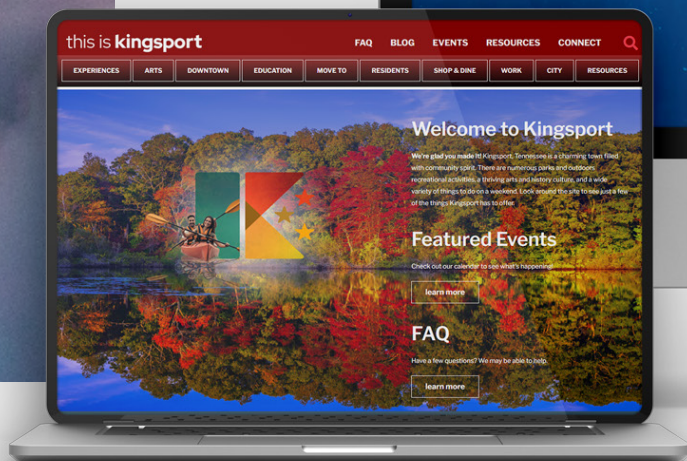 this is kingsport
FAQ BLOG EVENTS RESOURCES CONNECT
EXPERIENCES ARTS DOWNTOWN EDUCATION MOVE TO RESIDENTS SHOP & DINE WORK CITY RESOURCES
Welcome to Kingsport
We're glad you made it! Kingsport, Tennessee is a charming town filled
with community spirit. There are numerous parks and outdoors
recreational activities, a thriving arts and history culture, and a wide
variety of things to do on a weekend. Look around the site to see just a few
of the things Kingsport has to offer.
K
Featured Events
Check out our calendar to see what's happening!
learn more
FAQ
Have a few questions? We may be able to help.
learn more